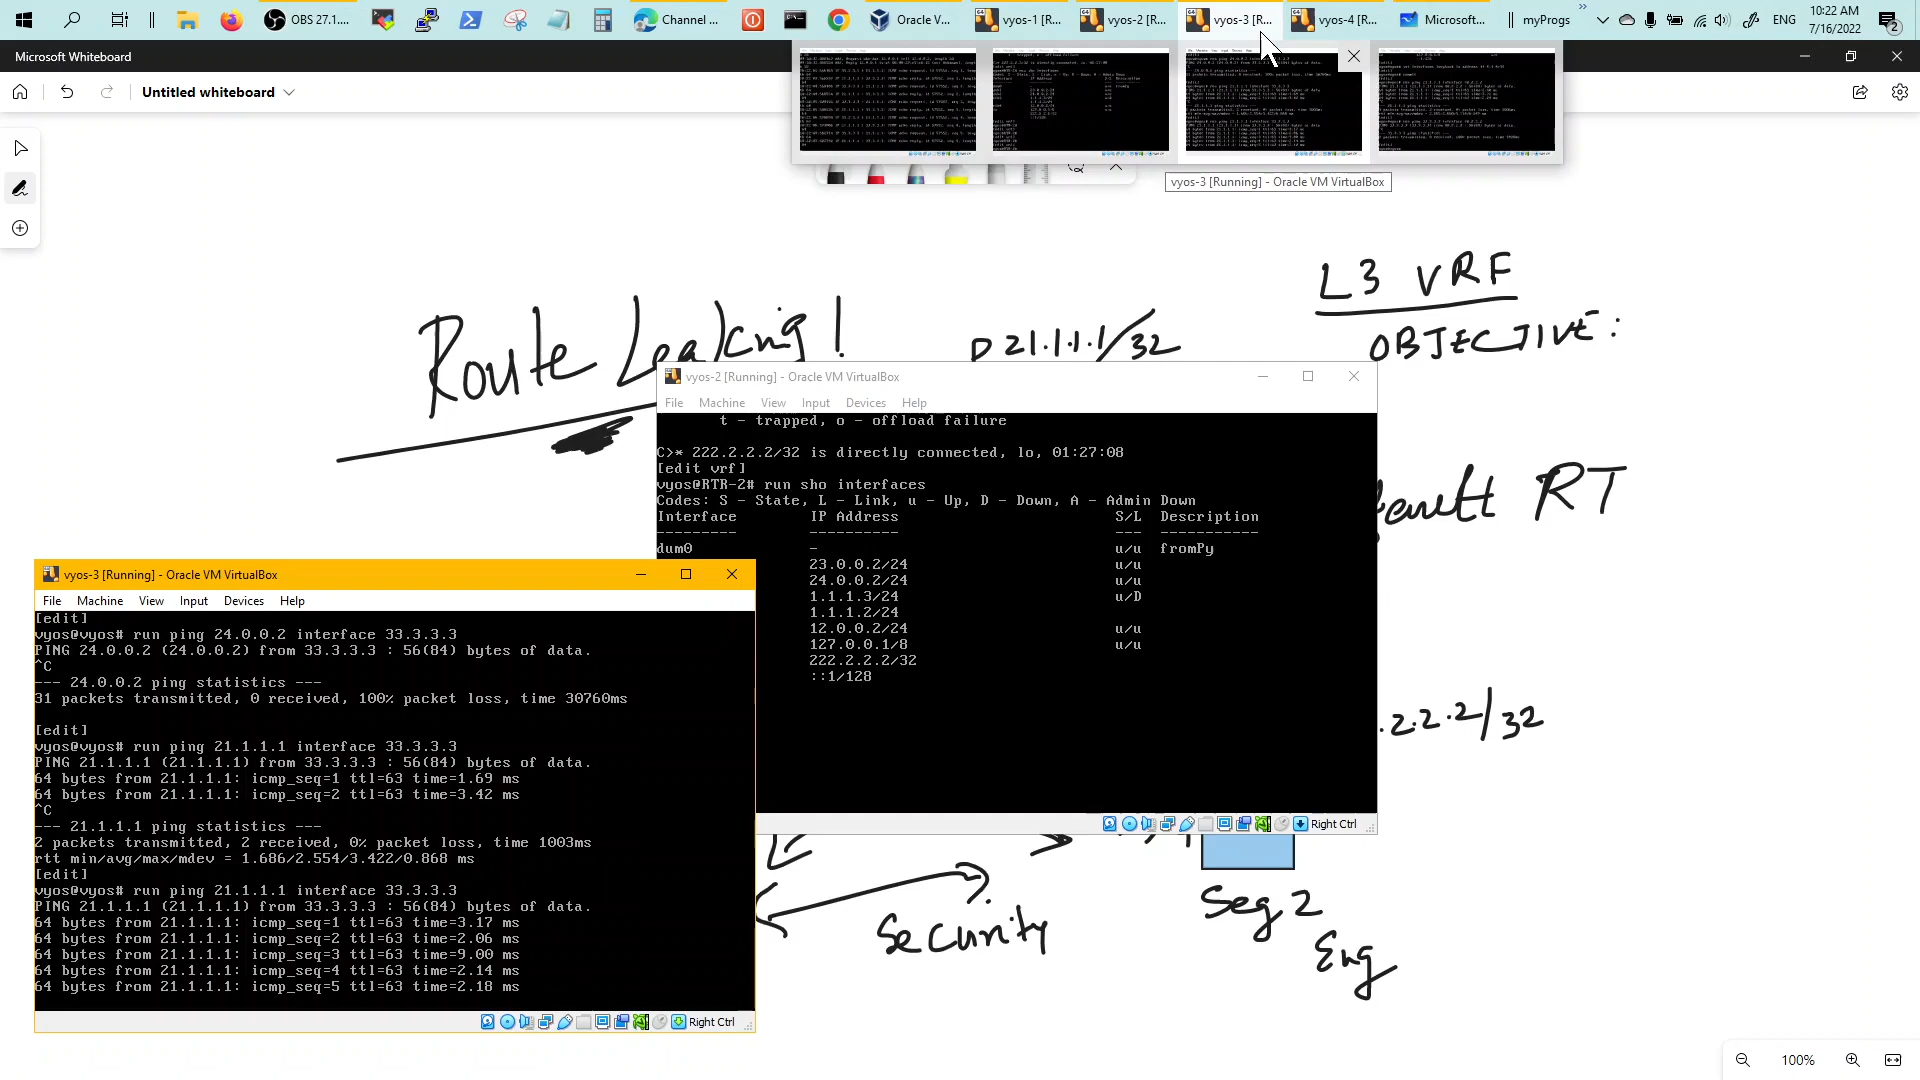 OBS 27.1....
Channel ...
Oracle V...
vyos-1 [R...
vyos-2 [R...
vyos-3 [R...
vyos-4 [R...
Microsoft...
myProgs
ENG
10:22 AM
7/16/2022
2
Microsoft Whiteboard
Untitled whiteboard
vyos-3 [Running] - Oracle VM VirtualBox
Route Leaking!
D 21.1.1.1/32
L3 VRF
OBJECTIVE:
vyos-2 [Running] - Oracle VM VirtualBox
File Machine View Input Devices Help
t - trapped, o - offload failure
C>* 222.2.2.2/32 is directly connected, lo, 01:27:08
[edit vrf]
vyos@RTR-2# run sho interfaces
Codes: S - State, L - Link, u - Up, D - Down, A - Admin Down
Interface IP Address S/L Description
--------- ---------- --- -----------
dum0 - u/u fromPy
23.0.0.2/24 u/u
24.0.0.2/24 u/u
1.1.1.3/24 u/D
1.1.1.2/24
12.0.0.2/24 u/u
127.0.0.1/8 u/u
222.2.2.2/32
::1/128
Right Ctrl
RT
.2.2.2/32
vyos-3 [Running] - Oracle VM VirtualBox
File Machine View Input Devices Help
[edit]
vyos@vyos# run ping 24.0.0.2 interface 33.3.3.3
PING 24.0.0.2 (24.0.0.2) from 33.3.3.3 : 56(84) bytes of data.
^C
--- 24.0.0.2 ping statistics ---
31 packets transmitted, 0 received, 100% packet loss, time 30760ms
[edit]
vyos@vyos# run ping 21.1.1.1 interface 33.3.3.3
PING 21.1.1.1 (21.1.1.1) from 33.3.3.3 : 56(84) bytes of data.
64 bytes from 21.1.1.1: icmp_seq=1 ttl=63 time=1.69 ms
64 bytes from 21.1.1.1: icmp_seq=2 ttl=63 time=3.42 ms
^C
--- 21.1.1.1 ping statistics ---
2 packets transmitted, 2 received, 0% packet loss, time 1003ms
rtt min/avg/max/mdev = 1.686/2.554/3.422/0.868 ms
[edit]
vyos@vyos# run ping 21.1.1.1 interface 33.3.3.3
PING 21.1.1.1 (21.1.1.1) from 33.3.3.3 : 56(84) bytes of data.
64 bytes from 21.1.1.1: icmp_seq=1 ttl=63 time=3.17 ms
64 bytes from 21.1.1.1: icmp_seq=2 ttl=63 time=2.06 ms
64 bytes from 21.1.1.1: icmp_seq=3 ttl=63 time=9.00 ms
64 bytes from 21.1.1.1: icmp_seq=4 ttl=63 time=2.14 ms
64 bytes from 21.1.1.1: icmp_seq=5 ttl=63 time=2.18 ms
Right Ctrl
Security
Seg 2
Eng
100%